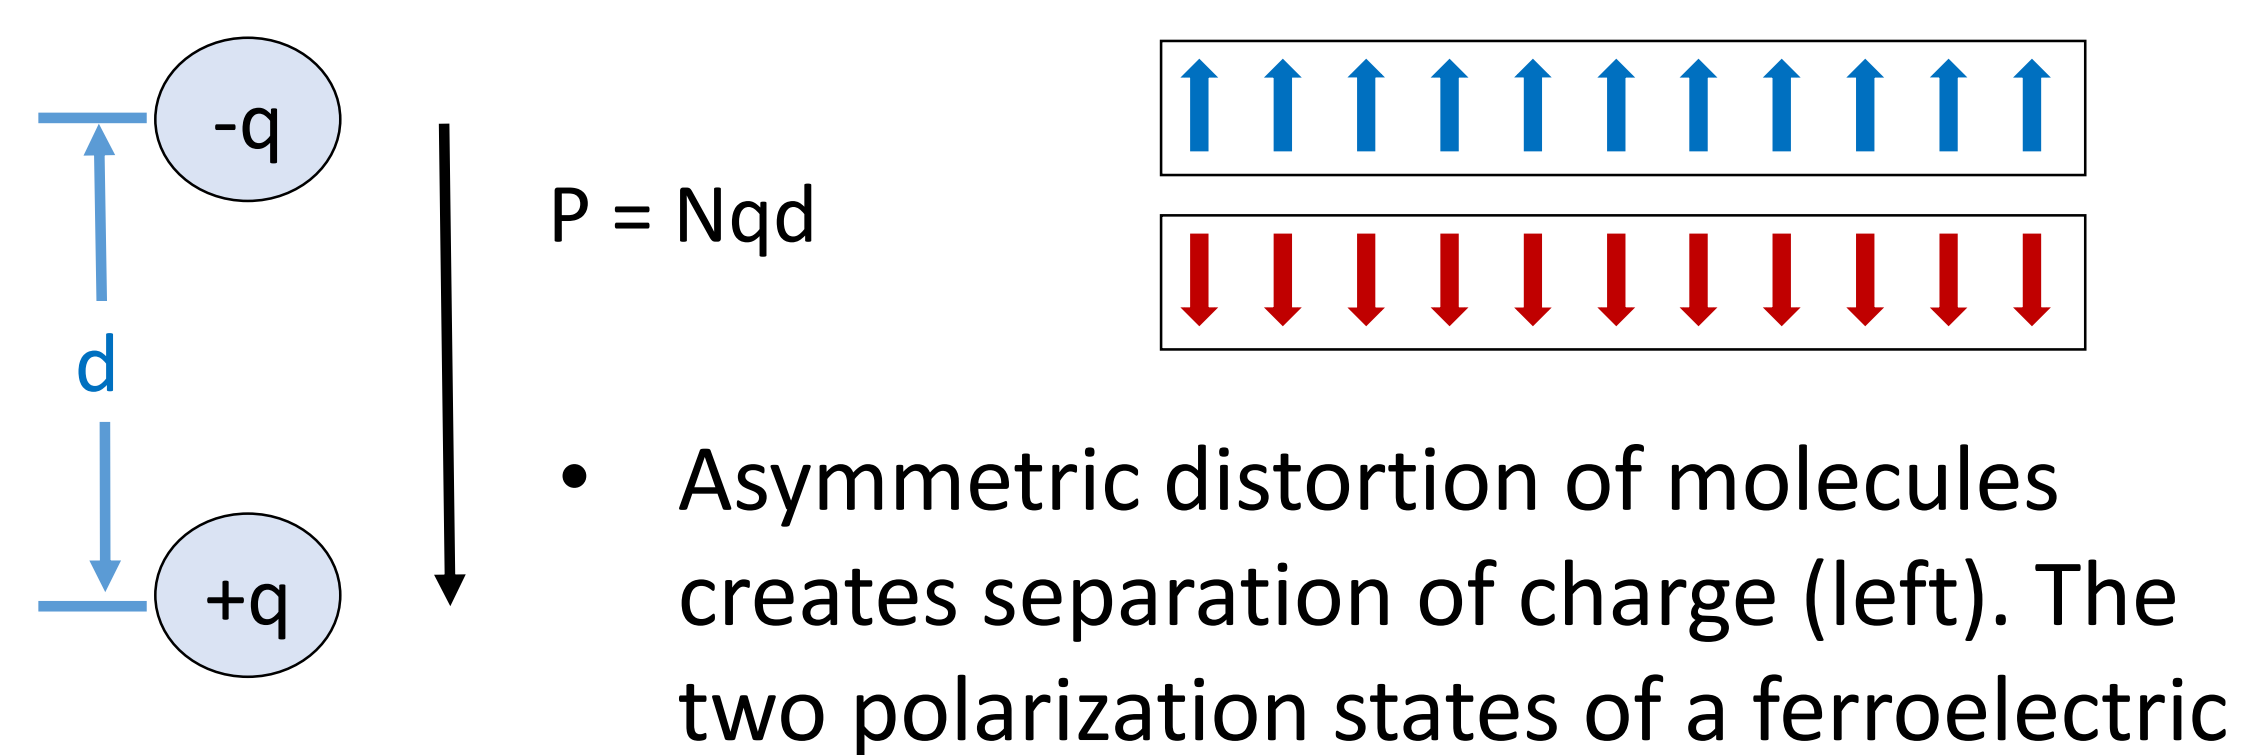 -q
P = Nqd
d
+q
• Asymmetric distortion of molecules
creates separation of charge (left). The
two polarization states of a ferroelectric